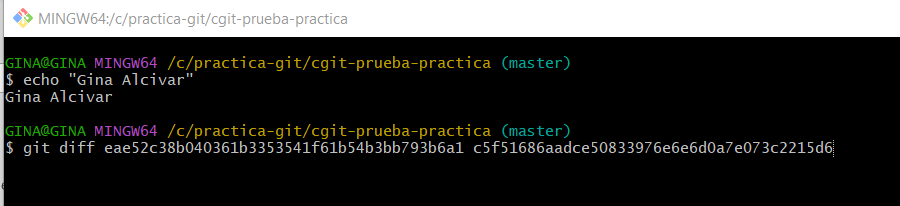 MINGW64:/c/practica-git/cgit-prueba-practica
GINA@GINA MINGW64 /c/practica-git/cgit-prueba-practica (master)
$ echo "Gina Alcivar"
Gina Alcivar
GINA@GINA MINGW64 /c/practica-git/cgit-prueba-practica (master)
$ git diff eae52c38b040361b3353541f61b54b3bb793b6a1 c5f51686aadce50833976e6e6d0a7e073c2215d6